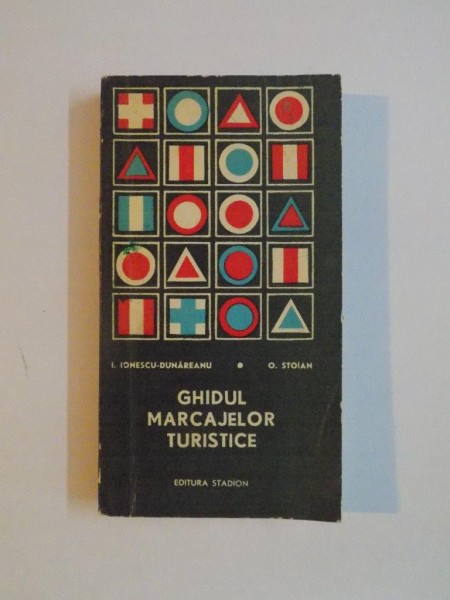 I. IONESCU-DUNĂREANU • O. STOIAN
GHIDUL
MARCAJELOR
TURISTICE
EDITURA STADION